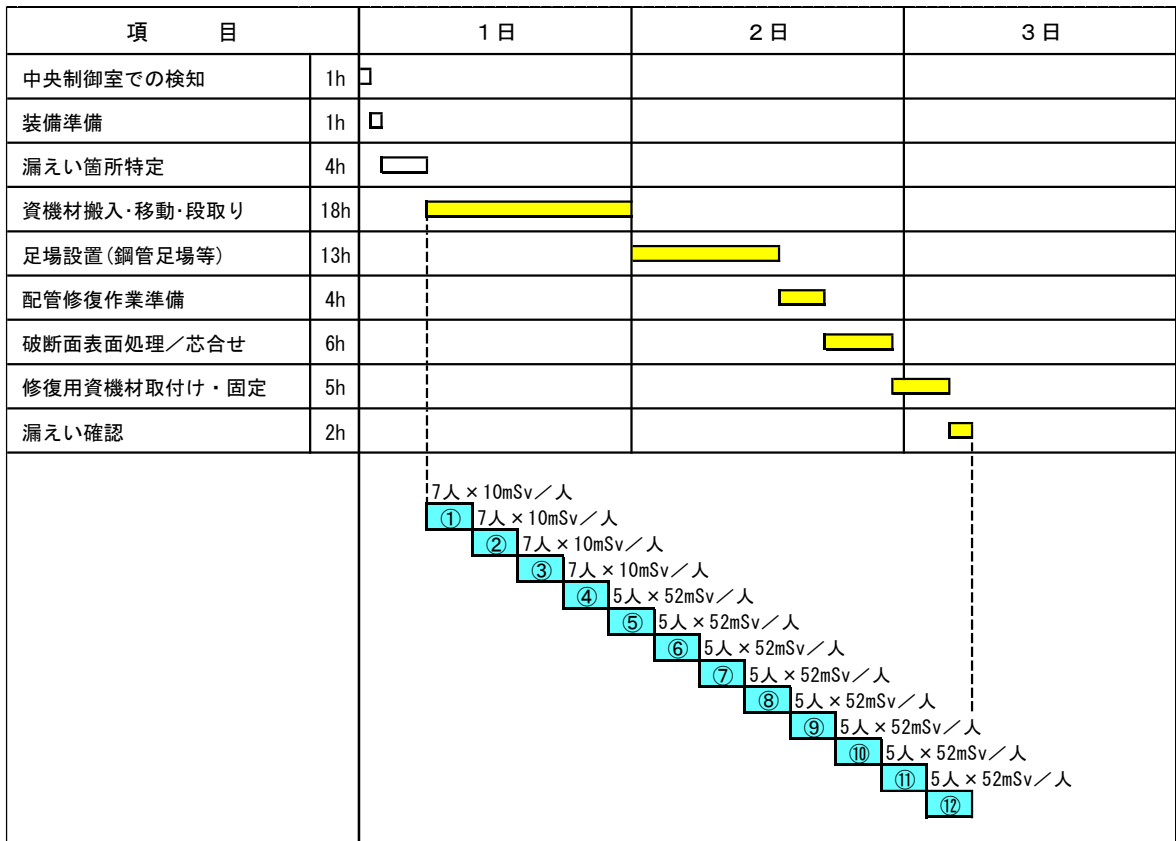 項　　目 1日 2日 3日
中央制御室での検知 1h
装備準備 1h
漏えい箇所特定 4h
資機材搬入・移動・段取り 18h
足場設置(鋼管足場等) 13h
配管修復作業準備 4h
破断面表面処理／芯合せ 6h
修復用資機材取付け・固定 5h
漏えい確認 2h
7人×10mSv／人
① 7人×10mSv／人
② 7人×10mSv／人
③ 7人×10mSv／人
④ 5人×52mSv／人
⑤ 5人×52mSv／人
⑥ 5人×52mSv／人
⑦ 5人×52mSv／人
⑧ 5人×52mSv／人
⑨ 5人×52mSv／人
⑩ 5人×52mSv／人
⑪ 5人×52mSv／人
⑫